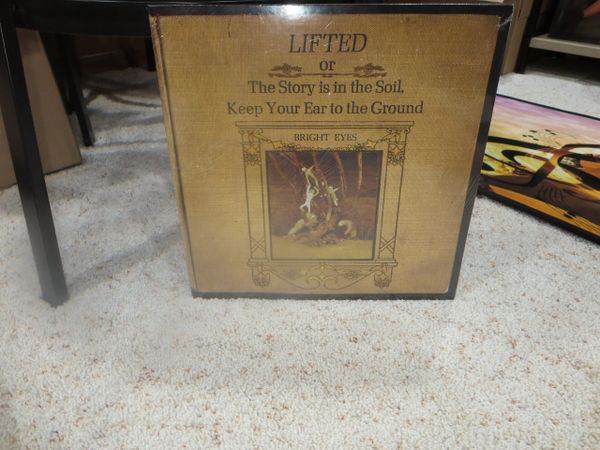 LIFTED
or
The Story is in the Soil,
Keep Your Ear to the Ground
BRIGHT EYES